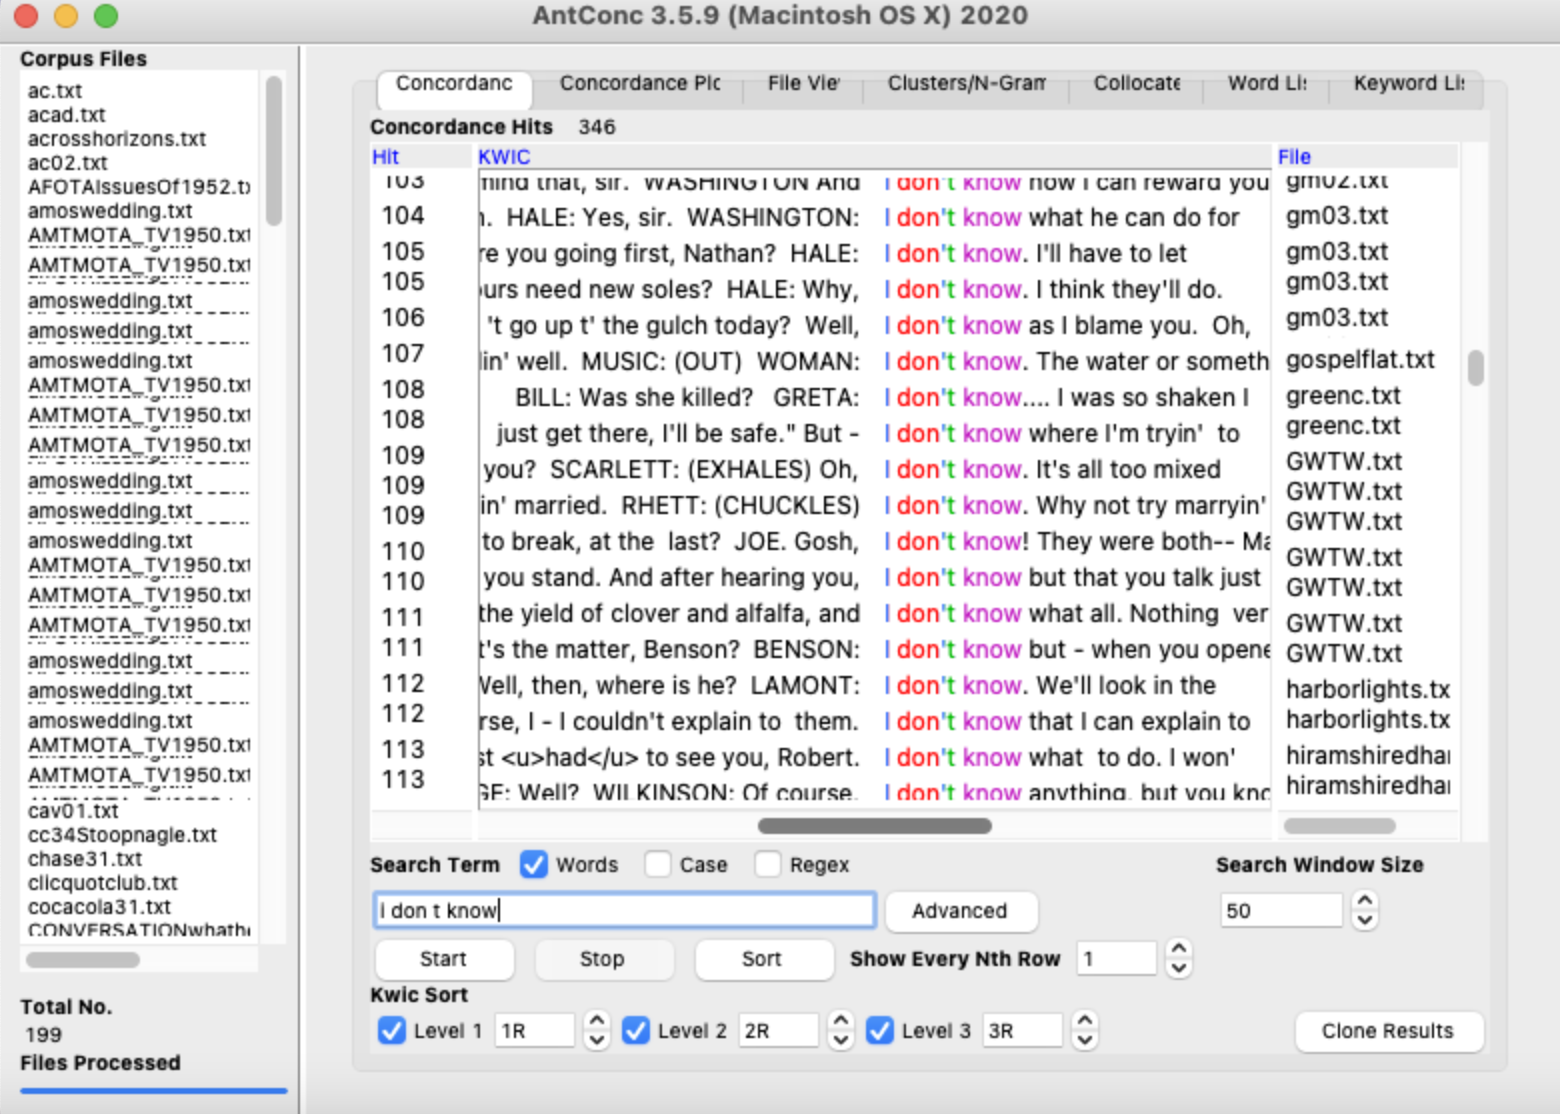 AntConc 3.5.9 (Macintosh OS X) 2020
Corpus Files
ac.txt
acad.txt
acrosshorizons.txt
ac02.txt
AFOTAIssuesOf1952.t
amoswedding.txt
AMTMOTA_TV1950.txt
AMTMOTA_TV1950.txt
amoswedding.txt
amoswedding.txt
amoswedding.txt
AMTMOTA_TV1950.txt
AMTMOTA_TV1950.txt
AMTMOTA_TV1950.txt
amoswedding.txt
amoswedding.txt
amoswedding.txt
AMTMOTA_TV1950.txt
AMTMOTA_TV1950.txt
AMTMOTA_TV1950.txt
amoswedding.txt
amoswedding.txt
amoswedding.txt
AMTMOTA_TV1950.txt
AMTMOTA_TV1950.txt
cav01.txt
cc34Stoopnagle.txt
chase31.txt
clicquotclub.txt
cocacola31.txt
CONVERSATIONwhath
Total No.
199
Files Processed
Concordanc Concordance Plc File Vie Clusters/N-Gram Collocate Word Li Keyword Li
Concordance Hits 346
Hit KWIC File
103 mind that, sir. WASHINGTON And I don't know how I can reward you gm02.txt
104 . HALE: Yes, sir. WASHINGTON: I don't know what he can do for gm03.txt
105 re you going first, Nathan? HALE: I don't know. I'll have to let gm03.txt
105 urs need new soles? HALE: Why, I don't know. I think they'll do. gm03.txt
106 't go up t' the gulch today? Well, I don't know as I blame you. Oh, gm03.txt
107 lin' well. MUSIC: (OUT) WOMAN: I don't know. The water or someth gospelflat.txt
108 BILL: Was she killed? GRETA: I don't know.... I was so shaken I greenc.txt
108 just get there, I'll be safe." But - I don't know where I'm tryin' to greenc.txt
109 you? SCARLETT: (EXHALES) Oh, I don't know. It's all too mixed GWTW.txt
109 in' married. RHETT: (CHUCKLES) I don't know. Why not try marryin' GWTW.txt
109 to break, at the last? JOE. Gosh, I don't know! They were both-- Ma GWTW.txt
110 you stand. And after hearing you, I don't know but that you talk just GWTW.txt
110 the yield of clover and alfalfa, and I don't know what all. Nothing ver GWTW.txt
111 t's the matter, Benson? BENSON: I don't know but - when you opene GWTW.txt
111 Well, then, where is he? LAMONT: I don't know. We'll look in the GWTW.txt
112 rse, I - I couldn't explain to them. I don't know that I can explain to harborlights.tx
112 st <u>had</u> to see you, Robert. I don't know what to do. I won' harborlights.tx
113 GE: Well? WILKINSON: Of course, I don't know anything, but you kno hiramshiredhar
113 hiramshiredhar
Search Term Words Case Regex Search Window Size
i don t know Advanced 50
Start Stop Sort Show Every Nth Row 1
Kwic Sort
Level 1 1R Level 2 2R Level 3 3R Clone Results